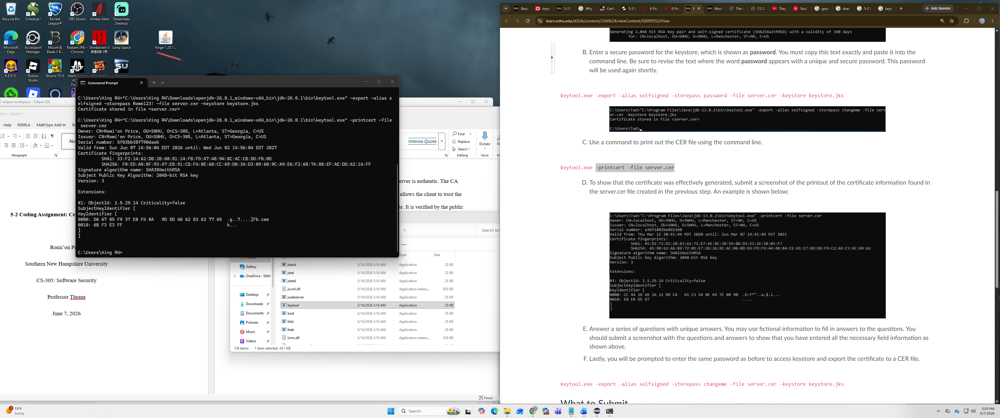 Recycle Bin
Schedule I
Rocket League®
OBS Studio
Amber Alert
Streamlabs Desktop
Microsoft Edge
Accessport Manager
Mount & Blade II B...
Radiant (R4) - Chrome
Shinkansen 0 新幹線 0号
Jump Space
forge-1.20.1...
R.E.P.O.
Roblox Studio
Bloons TD 6
eclipse-workspace - Eclipse IDE
tion • Saved
Help PERRLA MathType Add-in
Paragraph
Intense Quote
Find
Replace
Select
Editing
Dictate
Voice
Command Prompt
C:\Users\King R4>"C:\Users\King R4\Downloads\openjdk-26.0.1_windows-x64_bin\jdk-26.0.1\bin\keytool.exe" -export -alias s
elfsigned -storepass Rome123! -file server.cer -keystore keystore.jks
Certificate stored in file <server.cer>
C:\Users\King R4>"C:\Users\King R4\Downloads\openjdk-26.0.1_windows-x64_bin\jdk-26.0.1\bin\keytool.exe" -printcert -file
server.cer
Owner: CN=Romi'on Price, OU=SNHU, O=CS-305, L=Atlanta, ST=Georgia, C=US
Issuer: CN=Romi'on Price, OU=SNHU, O=CS-305, L=Atlanta, ST=Georgia, C=US
Serial number: 5f03bb38f790daeb
Valid from: Sun Jun 07 14:56:04 EDT 2026 until: Wed Jun 02 14:56:04 EDT 2027
Certificate fingerprints:
SHA1: 33:F2:14:62:DB:2B:60:81:14:FB:FD:A7:48:94:8C:AC:CB:5D:FB:0D
SHA256: F0:ED:A0:BF:93:A7:E8:91:C8:F4:0E:60:CC:69:D0:34:D3:09:60:9C:A9:E6:F2:68:7A:88:EF:AE:DD:62:14:FF
Signature algorithm name: SHA384withRSA
Subject Public Key Algorithm: 2048-bit RSA key
Version: 3
Extensions:
#1: ObjectId: 2.5.29.14 Criticality=false
SubjectKeyIdentifier [
KeyIdentifier [
0000: D6 67 05 F9 37 E0 F4 0A 9D 5D 46 62 83 63 77 65 .g..7....]Fb.cwe
0010: 6B F3 E3 FF k...
]
]
C:\Users\King R4>
erver is authentic. The CA
allows the client to trust the
te. It is verified by the public
5-2 Coding Assignment: Ce
Romi'on Pr
Southern New Hampshire University
CS-305: Software Security
Professor Thoma
June 7, 2026
Focus
Search bin
Type Size
Home
Gallery
OneDrive - SNH
Desktop
Downloads
Documents
Pictures
Music
Videos
jstack 5/14/2026 3:16 AM Application 25 KB
jstat 5/14/2026 3:16 AM Application 25 KB
jstatd 5/14/2026 3:16 AM Application 25 KB
jsvml.dll 5/14/2026 3:16 AM Application extens... 850 KB
jwebserver 5/14/2026 3:16 AM Application 25 KB
keytool 5/14/2026 3:16 AM Application 25 KB
kinit 5/14/2026 3:16 AM Application 25 KB
klist 5/14/2026 3:16 AM Application 25 KB
ktab 5/14/2026 3:16 AM Application 24 KB
lcms.dll 5/14/2026 3:16 AM Application extens... 254 KB
126 items 1 item selected 24.1 KB
Reso keyto 5-2 C Why Certi 5-2 C 6 Pro 6 Pro Modu The r CS 2! They YouT gooc does 5-2 C keyto Ask Gemini
learn.snhu.edu/d2l/le/content/2260624/viewContent/50099352/View
Generating 2,048 bit RSA key pair and self-signed certificate (SHA256withRSA) with a validity of 360 days
for: CN=localhost, OU=SNHU, O=SNHU, L=Manchester, ST=NH, C=US
B. Enter a secure password for the keystore, which is shown as password. You must copy this text exactly and paste it into the
command line. Be sure to revise the text where the word password appears with a unique and secure password. This password
will be used again shortly.
keytool.exe -export -alias selfsigned -storepass password -file server.cer -keystore keystore.jks
C:\Users\Tad>"C:\Program Files\Java\jdk-13.0.2\bin\keytool.exe" -export -alias selfsigned -storepass changeme -file serv
er.cer -keystore keystore.jks
Certificate stored in file <server.cer>
C:\Users\Tad>_
C. Use a command to print out the CER file using the command line.
keytool.exe -printcert -file server.cer
D. To show that the certificate was effectively generated, submit a screenshot of the printout of the certificate information found in
the server.cer file created in the previous step. An example is shown below:
C:\Users\Tad>"C:\Program Files\Java\jdk-13.0.2\bin\keytool.exe" -printcert -file server.cer
Owner: CN=localhost, OU=SNHU, O=SNHU, L=Manchester, ST=NH, C=US
Issuer: CN=localhost, OU=SNHU, O=SNHU, L=Manchester, ST=NH, C=US
Serial number: a36f1802be892160
Valid from: Thu Mar 12 20:41:49 PDT 2020 until: Sun Mar 07 19:41:49 PST 2021
Certificate fingerprints:
SHA1: 45:92:72:D1:28:63:A1:71:E7:AE:8C:38:59:8B:D3:51:2E:5B:03:F7
SHA256: 45:98:62:A6:B9:72:01:E7:2B:2A:81:AC:06:0D:E6:FD:F9:44:48:84:CE:A1:E7:6D:D6:F9:C2:46:C3:AC:69:A2
Signature algorithm name: SHA256withRSA
Subject Public Key Algorithm: 2048-bit RSA key
Version: 3
Extensions:
#1: ObjectId: 2.5.29.14 Criticality=false
SubjectKeyIdentifier [
KeyIdentifier [
0000: CC 44 2D 46 2A 22 DD CA 61 C3 24 0E 69 7E 08 90 .D-F*"..a.$.i...
0010: E8 EB D5 97 ....
]
]
E. Answer a series of questions with unique answers. You may use fictional information to fill in answers to the questions. You
should submit a screenshot with the questions and answers to show that you have entered all the necessary field information as
shown above.
F. Lastly, you will be prompted to enter the same password as before to access keystore and export the certificate to a CER file.
keytool.exe -export -alias selfsigned -storepass changeme -file server.cer -keystore keystore.jks
What to Submit
73°F
Sunny
Search
3:05 PM
6/7/2026